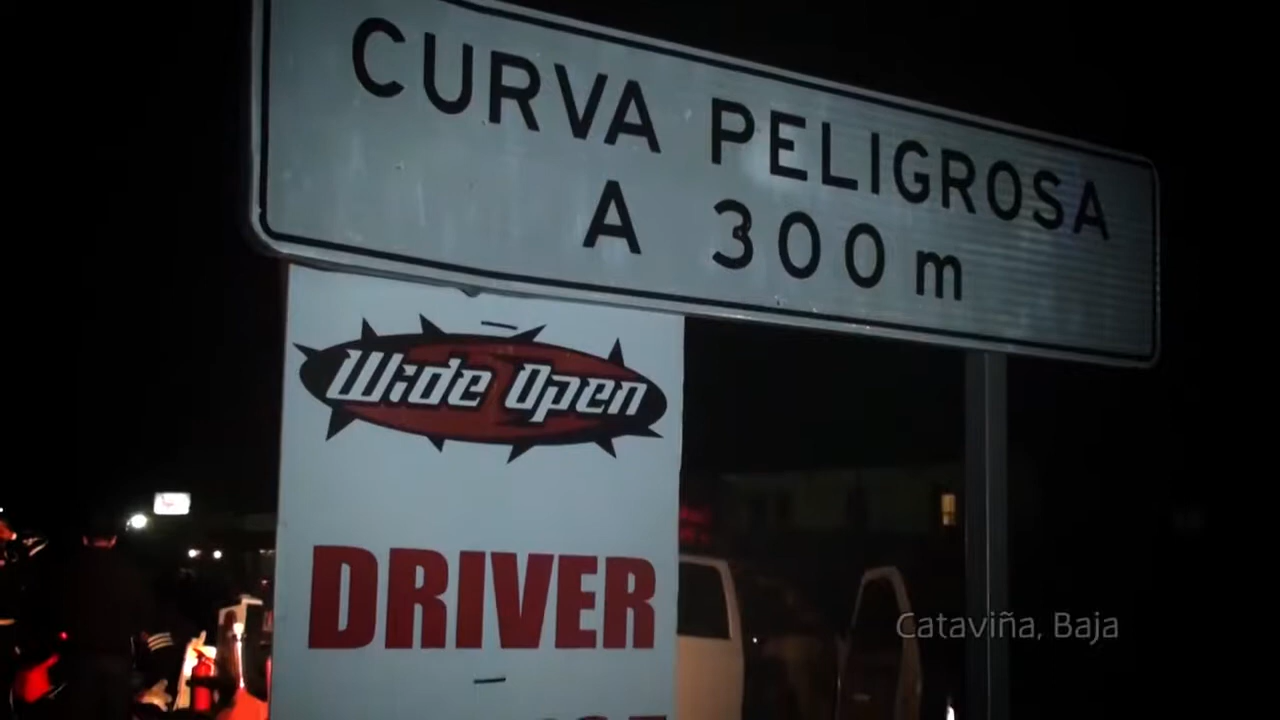 CURVA PELIGROSA
A 300 m
Wide Open
DRIVER
Cataviña, Baja